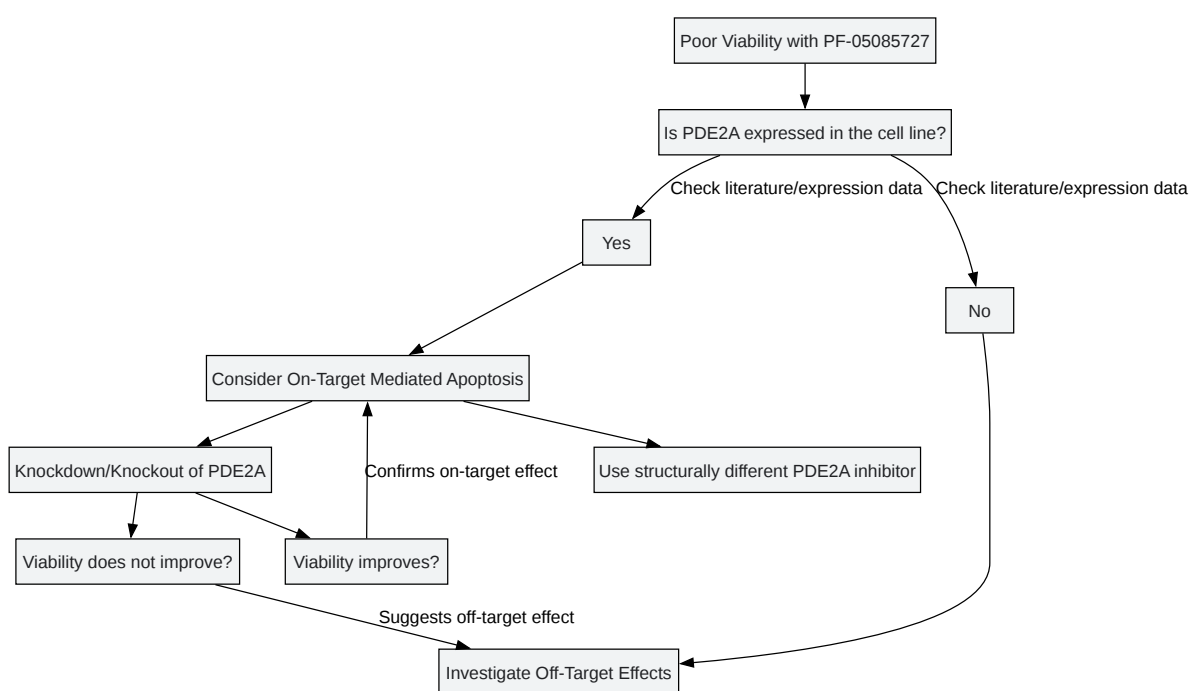 Poor Viability with PF-05085727
Is PDE2A expressed in the cell line?
Check literature/expression data
Check literature/expression data
Yes
No
Consider On-Target Mediated Apoptosis
Knockdown/Knockout of PDE2A
Confirms on-target effect
Use structurally different PDE2A inhibitor
Viability does not improve?
Viability improves?
Suggests off-target effect
Investigate Off-Target Effects